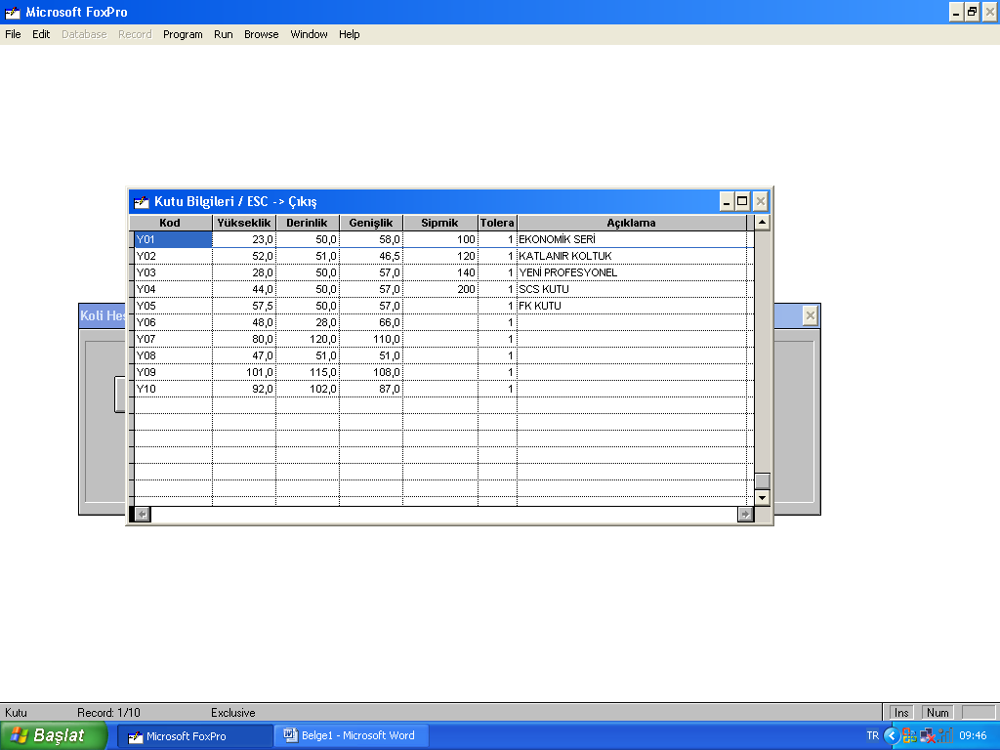 Microsoft FoxPro
File Edit Database Record Program Run Browse Window Help
Kutu Bilgileri / ESC -> Çıkış
Kod Yükseklik Derinlik Genişlik Sipmik Tolera Açıklama
Y01 23,0 50,0 58,0 100 1 EKONOMİK SERİ
Y02 52,0 51,0 46,5 120 1 KATLANIR KOLTUK
Y03 28,0 50,0 57,0 140 1 YENİ PROFESYONEL
Y04 44,0 50,0 57,0 200 1 SCS KUTU
Y05 57,5 50,0 57,0 1 FK KUTU
Y06 48,0 28,0 66,0 1
Y07 80,0 120,0 110,0 1
Y08 47,0 51,0 51,0 1
Y09 101,0 115,0 108,0 1
Y10 92,0 102,0 87,0 1
Koli Hes
Kutu Record: 1/10 Exclusive Ins Num
Başlat Microsoft FoxPro Belge1 - Microsoft Word TR 09:46